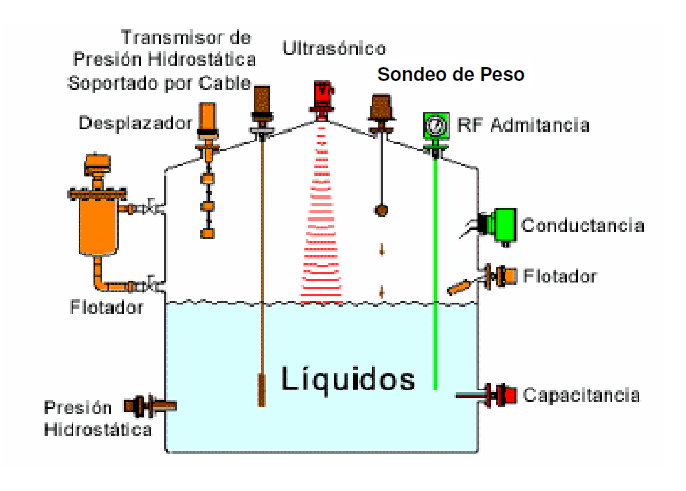 Transmisor de
Presión Hidrostática
Soportado por Cable
Ultrasónico
Sondeo de Peso
Desplazador
RF Admitancia
Conductancia
Flotador
Flotador
Líquidos
Presión
Hidrostática
Capacitancia